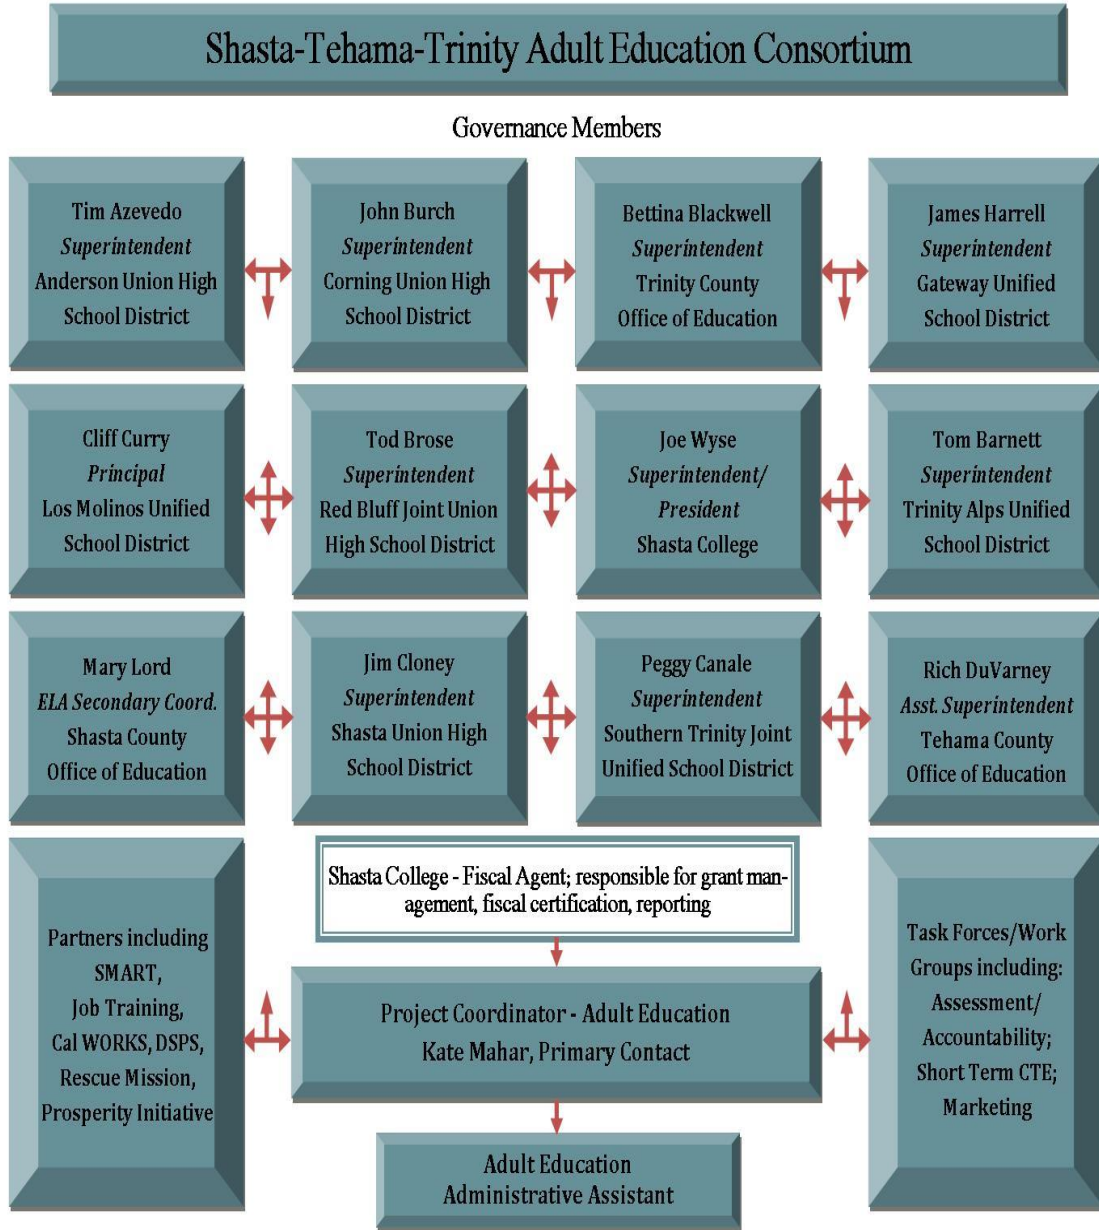 Shasta-Tehama-Trinity Adult Education Consortium
Governance Members
Tim Azevedo
Superintendent
Anderson Union High
School District
John Burch
Superintendent
Corning Union High
School District
Bettina Blackwell
Superintendent
Trinity County
Office of Education
James Harrell
Superintendent
Gateway Unified
School District
Cliff Curry
Principal
Los Molinos Unified
School District
Tod Brose
Superintendent
Red Bluff Joint Union
High School District
Joe Wyse
Superintendent/
President
Shasta College
Tom Barnett
Superintendent
Trinity Alps Unified
School District
Mary Lord
ELA Secondary Coord.
Shasta County
Office of Education
Jim Cloney
Superintendent
Shasta Union High
School District
Peggy Canale
Superintendent
Southern Trinity Joint
Unified School District
Rich DuVarney
Asst. Superintendent
Tehama County
Office of Education
Partners including
SMART,
Job Training,
Cal WORKS, DSPS,
Rescue Mission,
Prosperity Initiative
Shasta College - Fiscal Agent; responsible for grant man-
agement, fiscal certification, reporting
Project Coordinator - Adult Education
Kate Mahar, Primary Contact
Adult Education
Administrative Assistant
Task Forces/Work
Groups including:
Assessment/
Accountability;
Short Term CTE;
Marketing